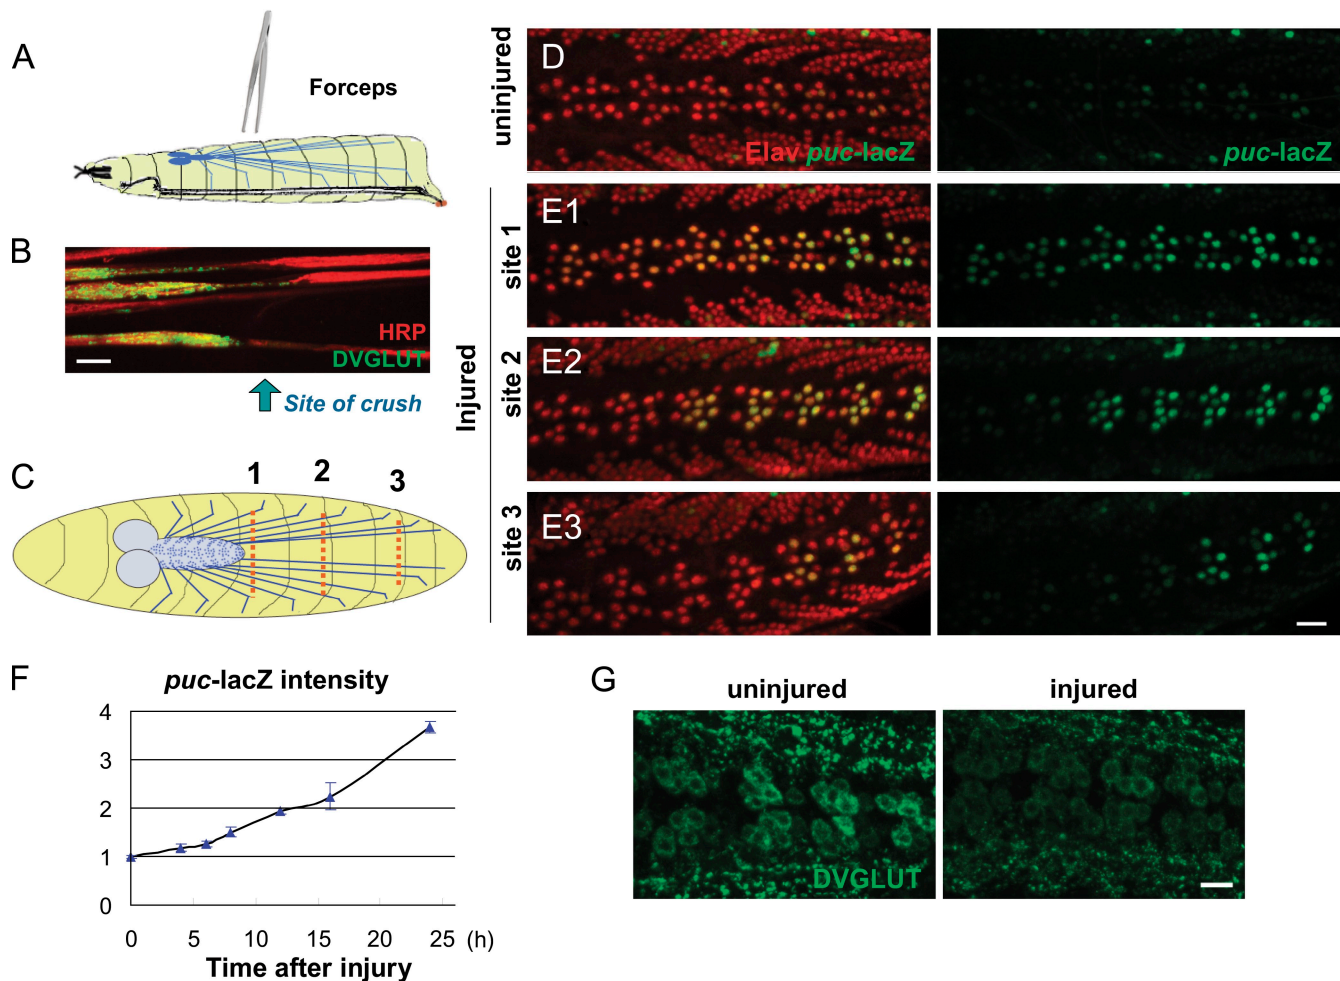 A
Forceps
B
HRP
DVGLUT
Site of crush
C
1
2
3
uninjured
D
Elav puc-lacZ
puc-lacZ
Injured
site 1
E1
site 2
E2
site 3
E3
F
puc-lacZ intensity
4
3
2
1
0
0 5 10 15 20 25 (h)
Time after injury
G
uninjured
injured
DVGLUT